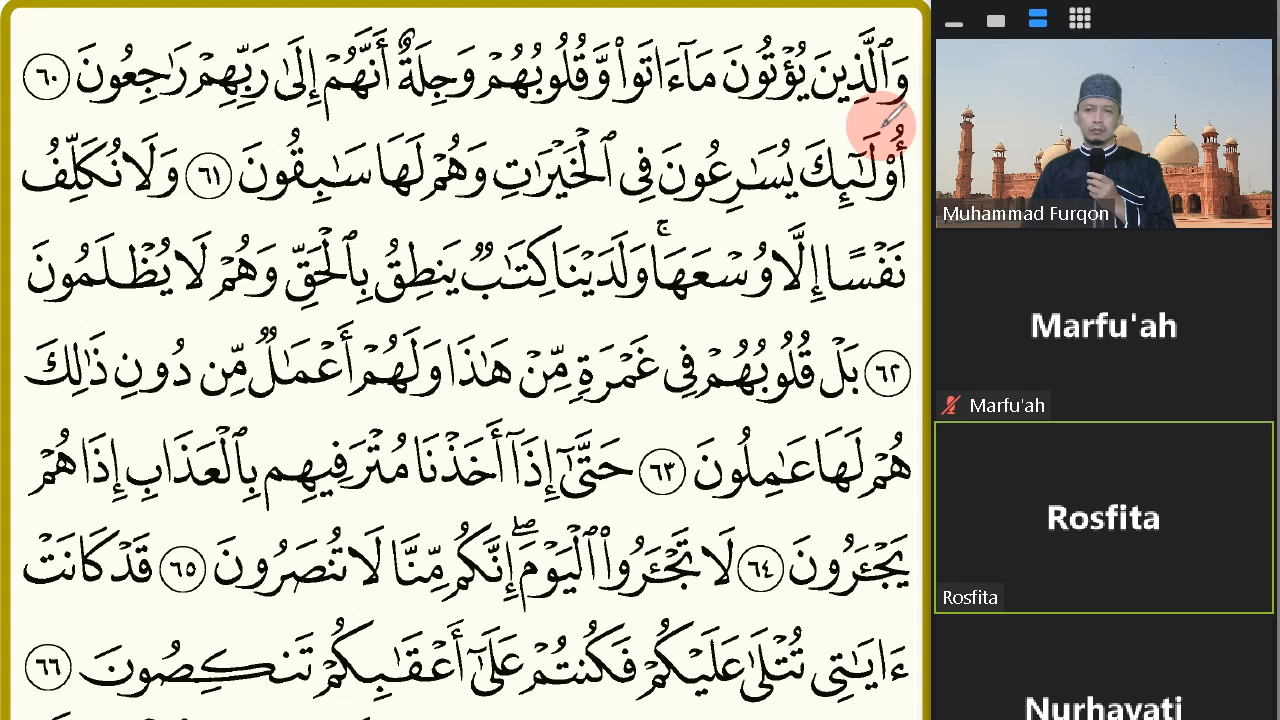 وَٱلَّذِينَ يُؤْتُونَ مَآ ءَاتَوا۟ وَّقُلُوبُهُمْ وَجِلَةٌ أَنَّهُمْ إِلَىٰ رَبِّهِمْ رَٰجِعُونَ ٦٠
أُو۟لَـٰٓئِكَ يُسَـٰرِعُونَ فِى ٱلْخَيْرَٰتِ وَهُمْ لَهَا سَـٰبِقُونَ ٦١ وَلَا نُكَلِّفُ
نَفْسًا إِلَّا وُسْعَهَا ۚ وَلَدَيْنَا كِتَـٰبٌ يَنطِقُ بِٱلْحَقِّ وَهُمْ لَا يُظْلَمُونَ
٦٢ بَلْ قُلُوبُهُمْ فِى غَمْرَةٍ مِّنْ هَـٰذَا وَلَهُمْ أَعْمَـٰلٌ مِّن دُونِ ذَٰلِكَ
هُمْ لَهَا عَـٰمِلُونَ ٦٣ حَتَّىٰٓ إِذَآ أَخَذْنَا مُتْرَفِيهِم بِٱلْعَذَابِ إِذَا هُمْ
يَجْـَٔرُونَ ٦٤ لَا تَجْـَٔرُوا۟ ٱلْيَوْمَ ۖ إِنَّكُم مِّنَّا لَا تُنصَرُونَ ٦٥ قَدْ كَانَتْ
ءَايَـٰتِى تُتْلَىٰ عَلَيْكُمْ فَكُنتُمْ عَلَىٰٓ أَعْقَـٰبِكُمْ تَنكِصُونَ ٦٦
Muhammad Furqon
Marfu'ah
Marfu'ah
Rosfita
Rosfita
Nurhayati